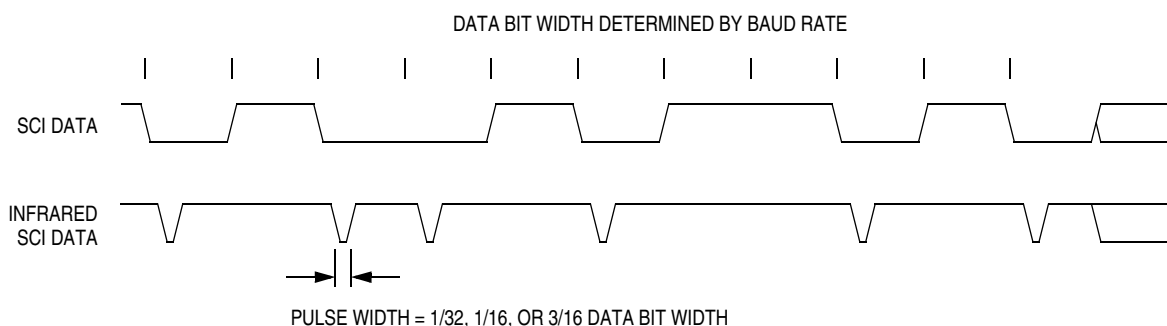 DATA BIT WIDTH DETERMINED BY BAUD RATE
SCI DATA
INFRARED
SCI DATA
PULSE WIDTH = 1/32, 1/16, OR 3/16 DATA BIT WIDTH